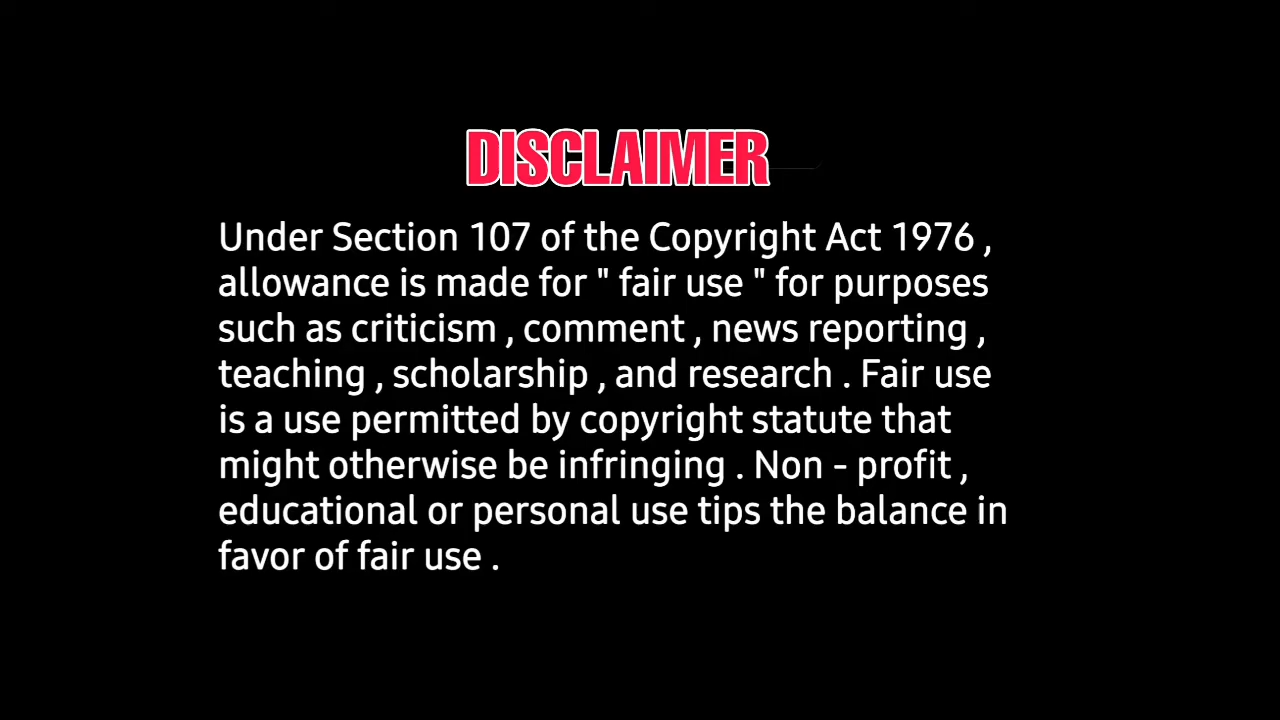 DISCLAIMER
Under Section 107 of the Copyright Act 1976 ,
allowance is made for " fair use " for purposes
such as criticism , comment , news reporting ,
teaching , scholarship , and research . Fair use
is a use permitted by copyright statute that
might otherwise be infringing . Non - profit ,
educational or personal use tips the balance in
favor of fair use .